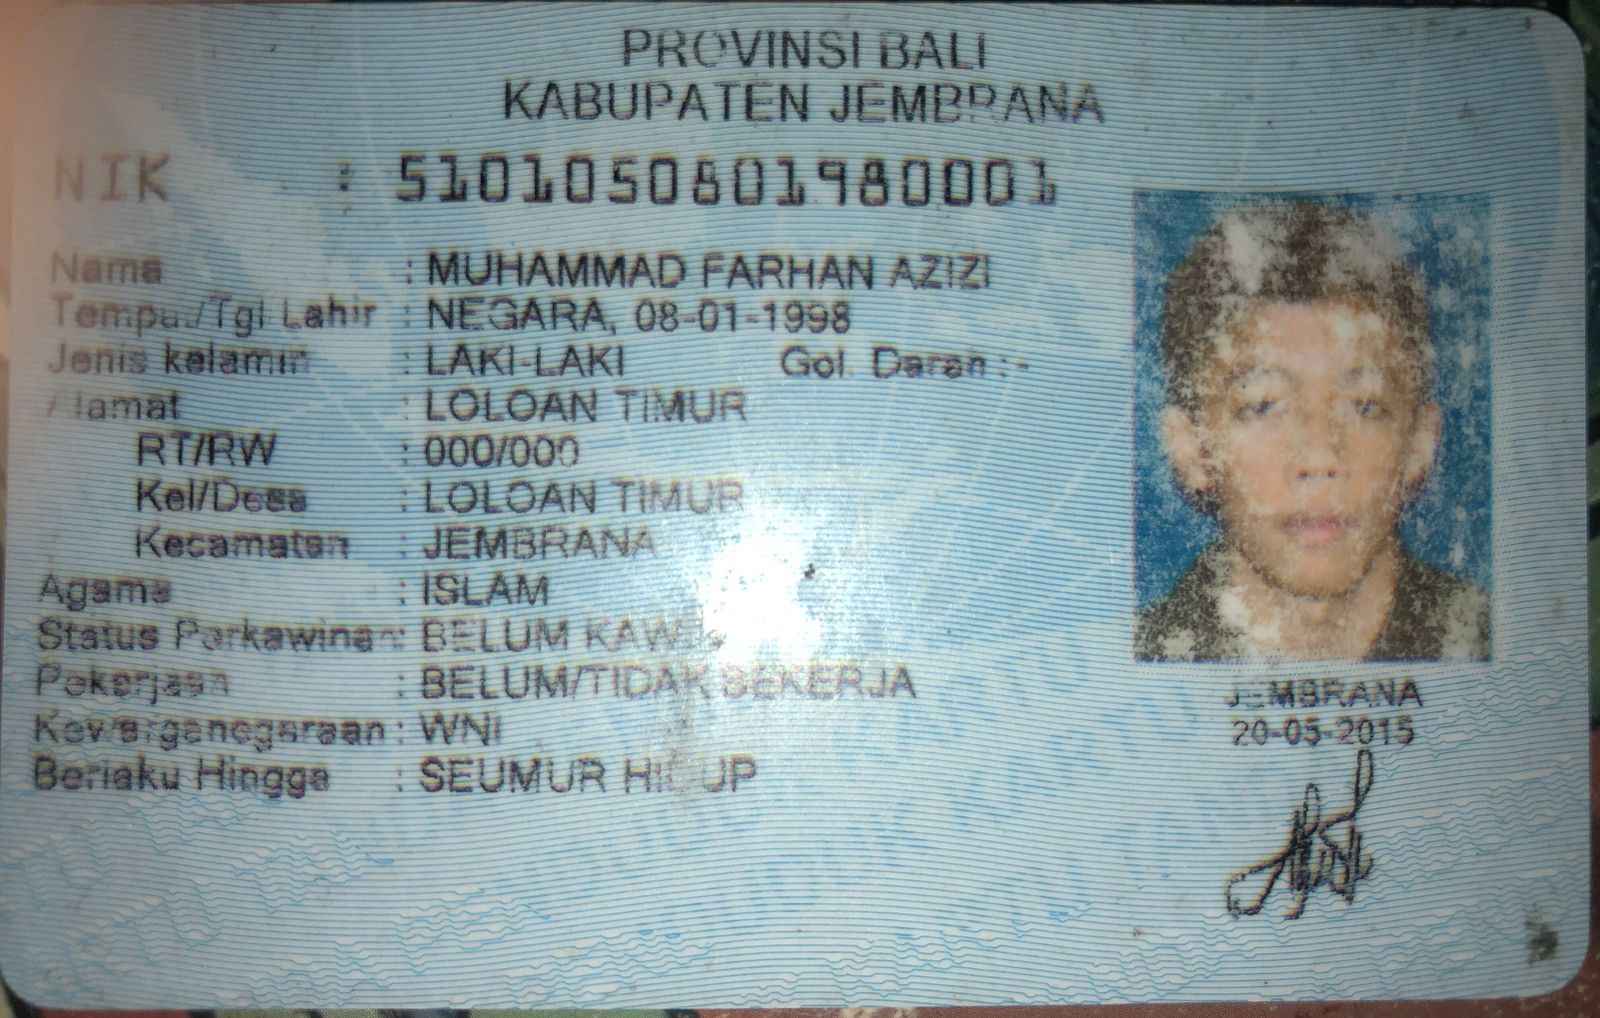 PROVINSI BALI
KABUPATEN JEMBRANA
NIK : 5101050801980001
Nama : MUHAMMAD FARHAN AZIZI
Tempat/Tgl Lahir : NEGARA, 08-01-1998
Jenis kelamin : LAKI-LAKI Gol. Darah : -
Alamat : LOLOAN TIMUR
RT/RW : 000/000
Kel/Desa : LOLOAN TIMUR
Kecamatan : JEMBRANA
Agama : ISLAM
Status Perkawinan: BELUM KAWIN
Pekerjaan : BELUM/TIDAK BEKERJA
Kewarganegaraan: WNI
Berlaku Hingga : SEUMUR HIDUP
JEMBRANA
20-05-2015